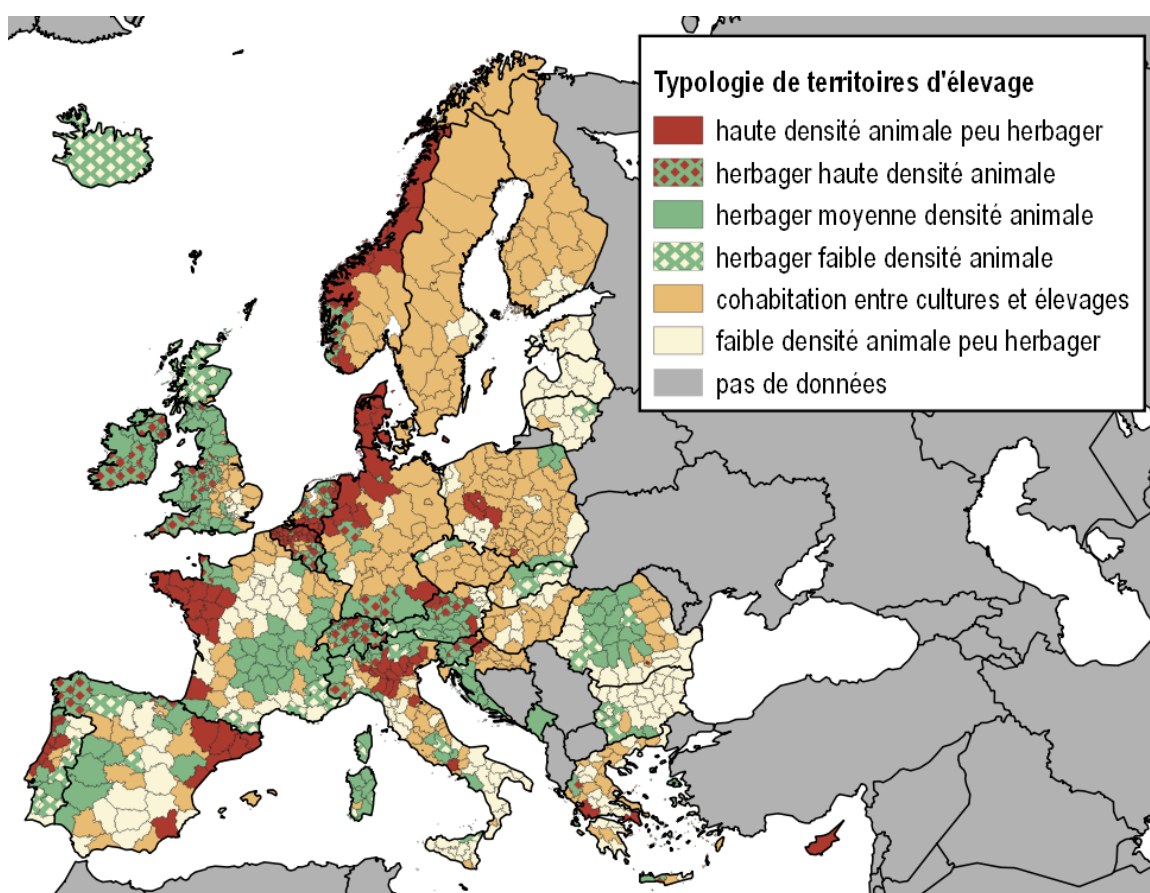 Typologie de territoires d'élevage
haute densité animale peu herbager
herbager haute densité animale
herbager moyenne densité animale
herbager faible densité animale
cohabitation entre cultures et élevages
faible densité animale peu herbager
pas de données